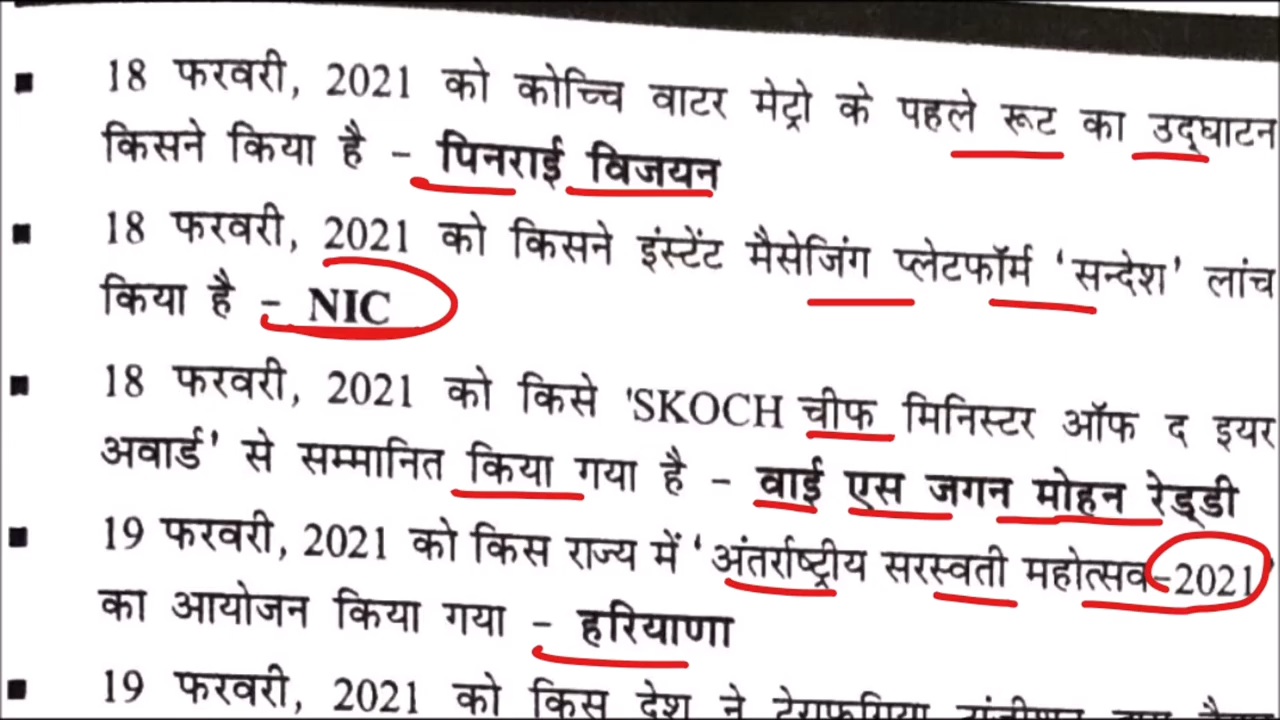 18 फरवरी, 2021 को कोच्चि वाटर मेट्रो के पहले रूट का उद्घाटन
किसने किया है – पिनराई विजयन
18 फरवरी, 2021 को किसने इंस्टेंट मैसेजिंग प्लेटफॉर्म ‘सन्देश’ लांच
किया है – NIC
18 फरवरी, 2021 को किसे 'SKOCH चीफ मिनिस्टर ऑफ द इयर
अवार्ड’ से सम्मानित किया गया है – वाई एस जगन मोहन रेड्डी
19 फरवरी, 2021 को किस राज्य में ‘अंतर्राष्ट्रीय सरस्वती महोत्सव-2021’
का आयोजन किया गया – हरियाणा
19 फरवरी, 2021 को किस देश ने